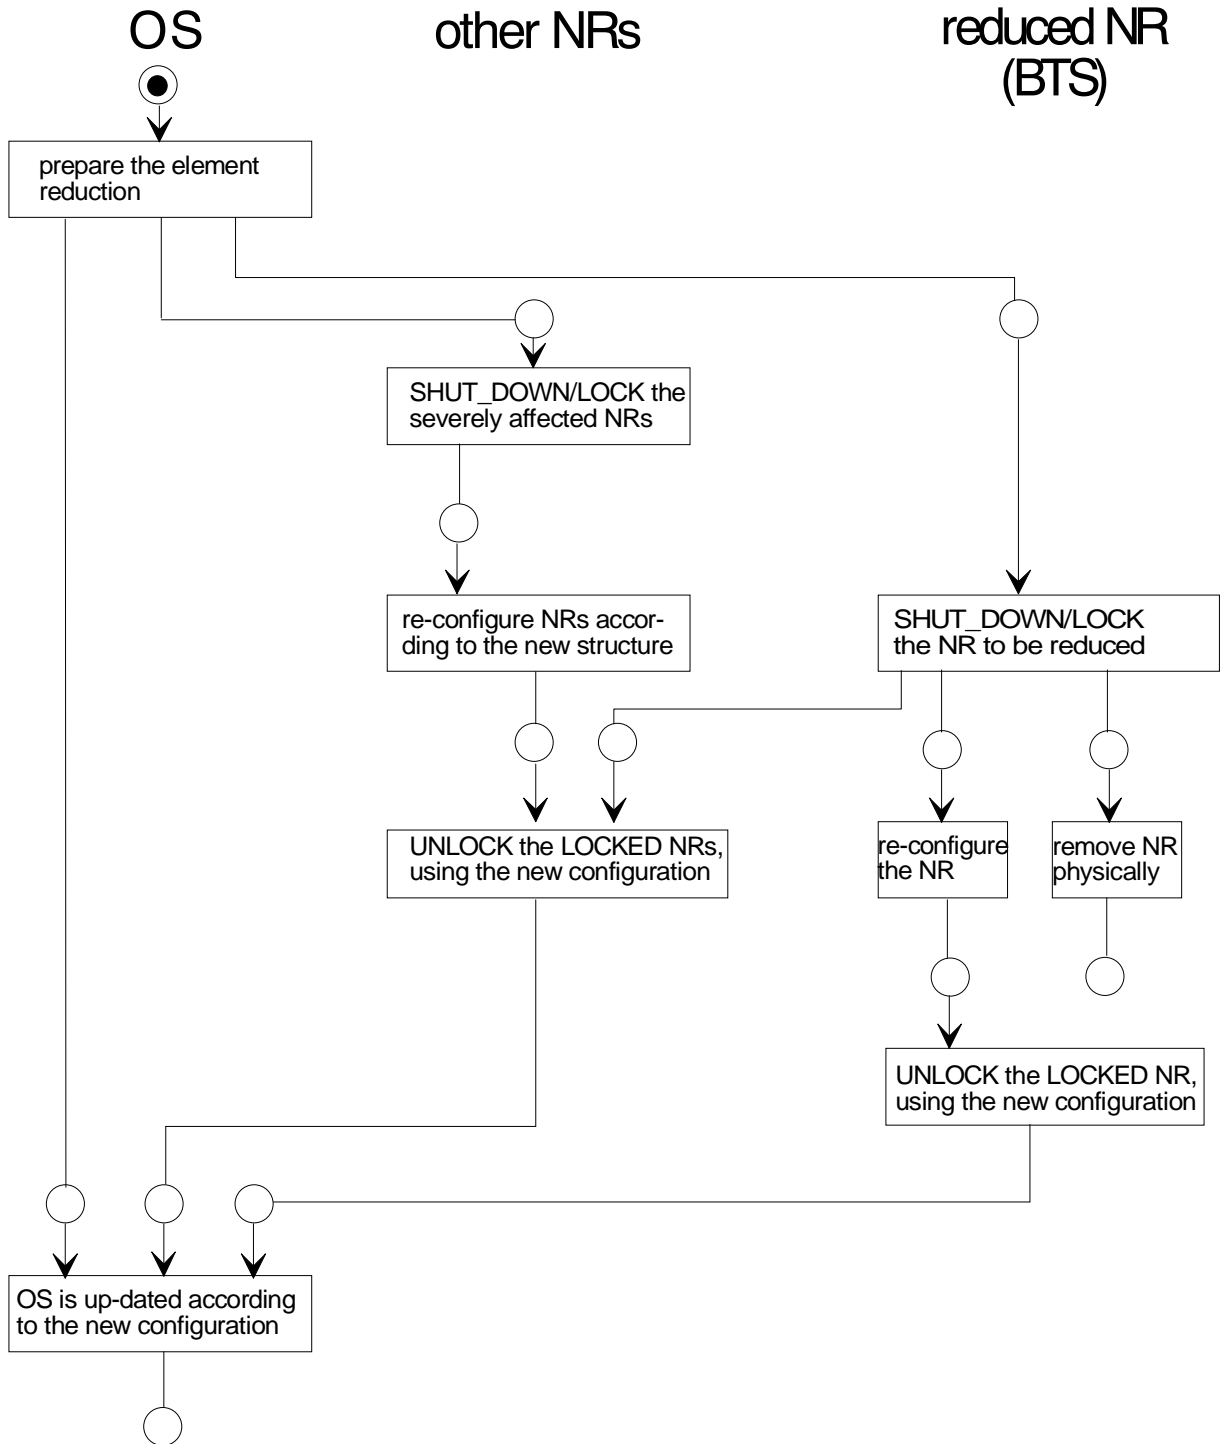 OS
other NRs
reduced NR
(BTS)
prepare the element
reduction
SHUT_DOWN/LOCK the
severely affected NRs
re-configure NRs accor-
ding to the new structure
SHUT_DOWN/LOCK
the NR to be reduced
UNLOCK the LOCKED NRs,
using the new configuration
re-configure
the NR
remove NR
physically
UNLOCK the LOCKED NR,
using the new configuration
OS is up-dated according
to the new configuration